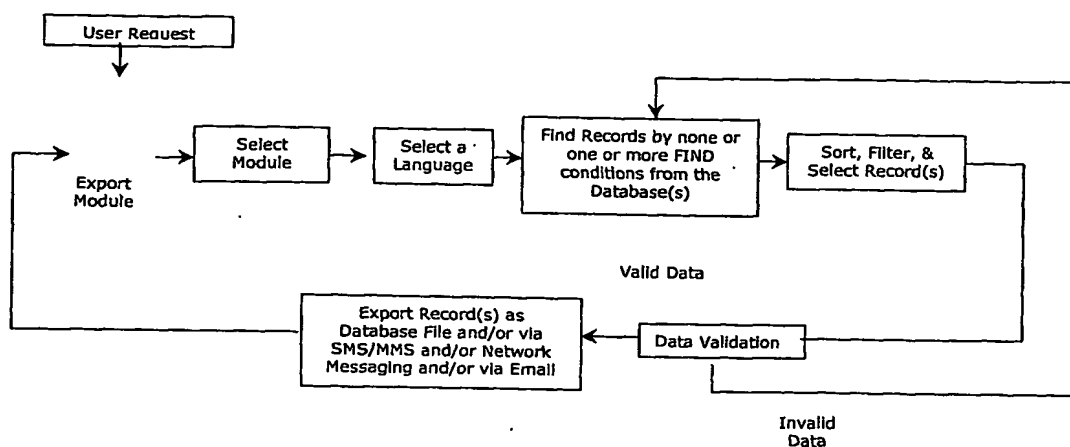 User Request
Export
Module
Select
Module
Select a
Language
Find Records by none or
one or more FIND
conditions from the
Database(s)
Sort, Filter, &
Select Record(s)
Valid Data
Export Record(s) as
Database File and/or via
SMS/MMS and/or Network
Messaging and/or via Email
Data Validation
Invalid
Data